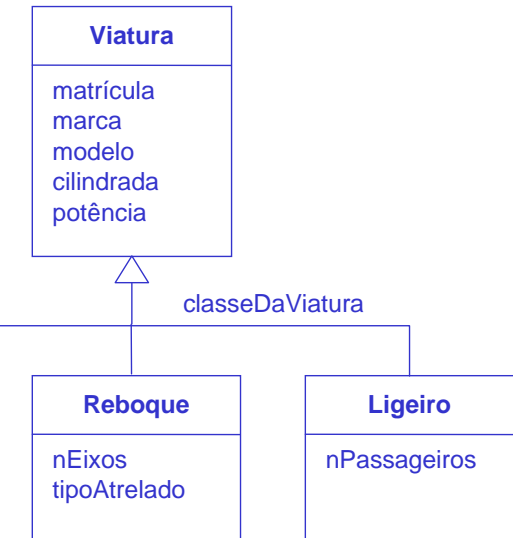 Viatura
matrícula
marca
modelo
cilindrada
potência
classeDaViatura
Reboque
nEixos
tipoAtrelado
Ligeiro
nPassageiros